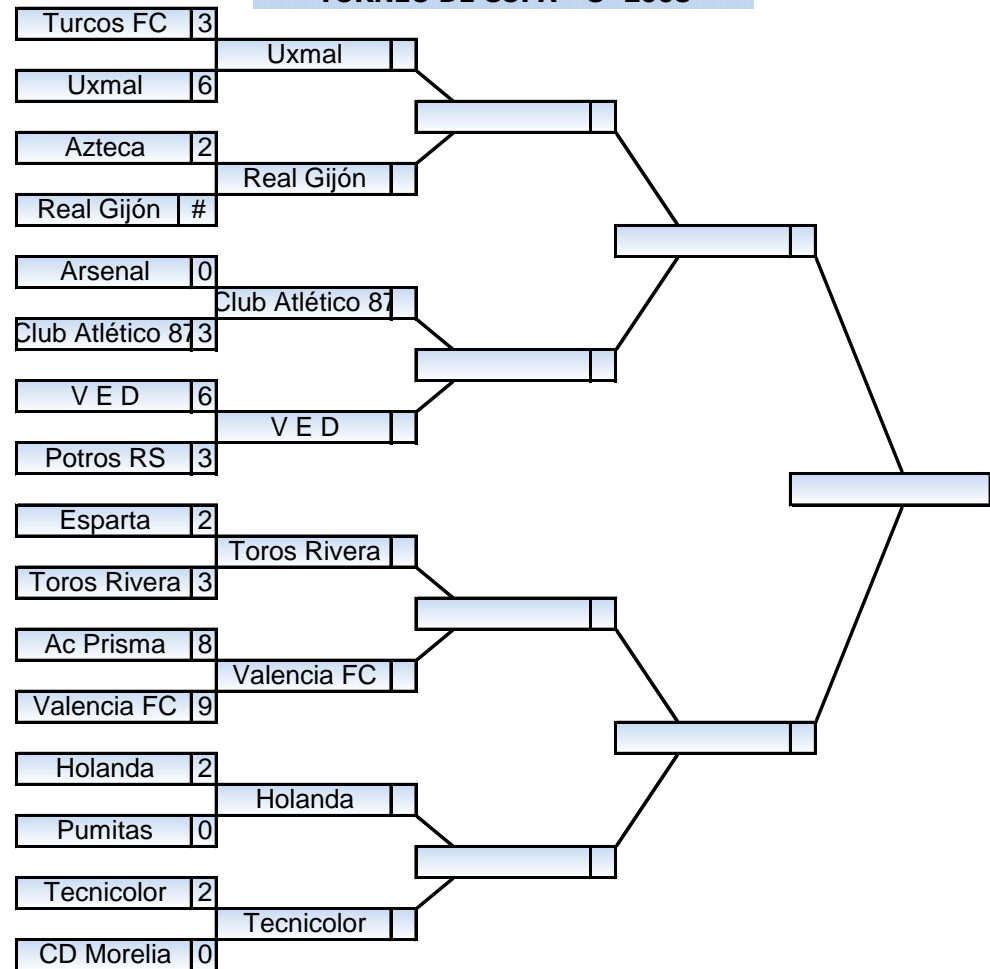 Turcos FC 3
Uxmal
Uxmal 6
Azteca 2
Real Gijón
Real Gijón #
Arsenal 0
Club Atlético 87
Club Atlético 87 3
V E D 6
V E D
Potros RS 3
Esparta 2
Toros Rivera
Toros Rivera 3
Ac Prisma 8
Valencia FC
Valencia FC 9
Holanda 2
Holanda
Pumitas 0
Tecnicolor 2
Tecnicolor
CD Morelia 0